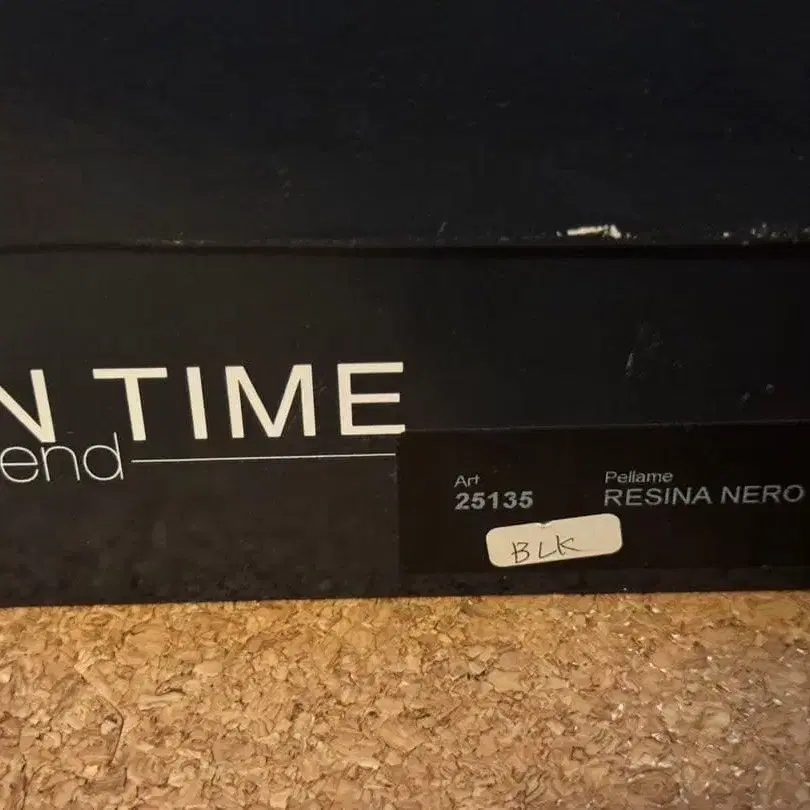 N TIME
end
Art
25135
Pellame
RESINA NERO
BLK